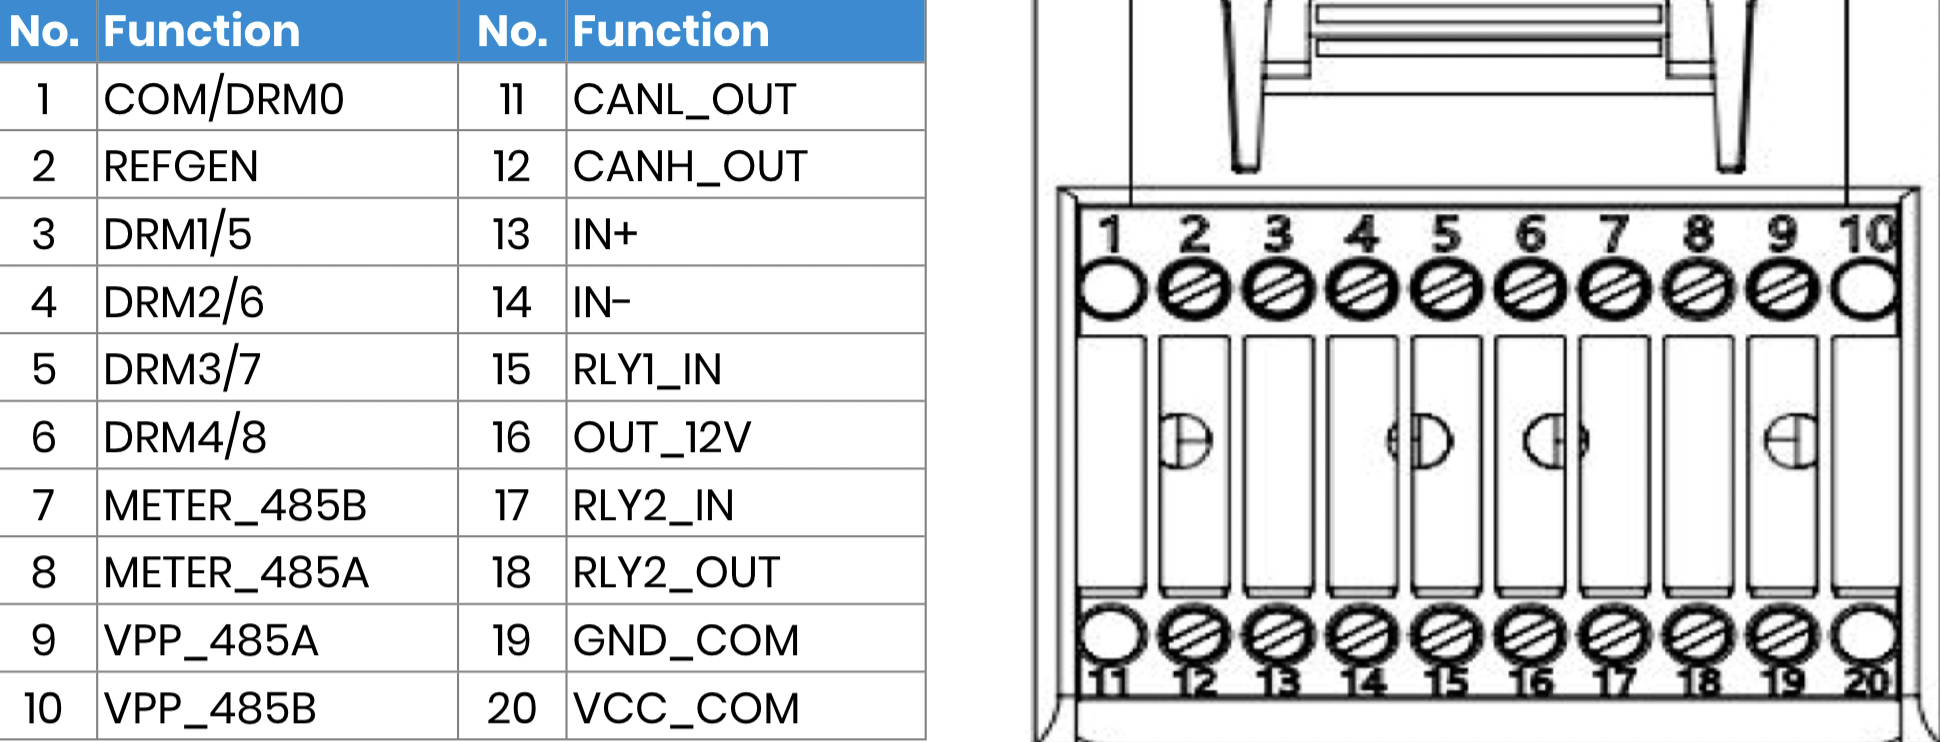 No. Function No. Function
1 COM/DRM0 11 CANL_OUT
2 REFGEN 12 CANH_OUT
3 DRM1/5 13 IN+
4 DRM2/6 14 IN-
5 DRM3/7 15 RLY1_IN
6 DRM4/8 16 OUT_12V
7 METER_485B 17 RLY2_IN
8 METER_485A 18 RLY2_OUT
9 VPP_485A 19 GND_COM
10 VPP_485B 20 VCC_COM
1 2 3 4 5 6 7 8 9 10
11 12 13 14 15 16 17 18 19 20